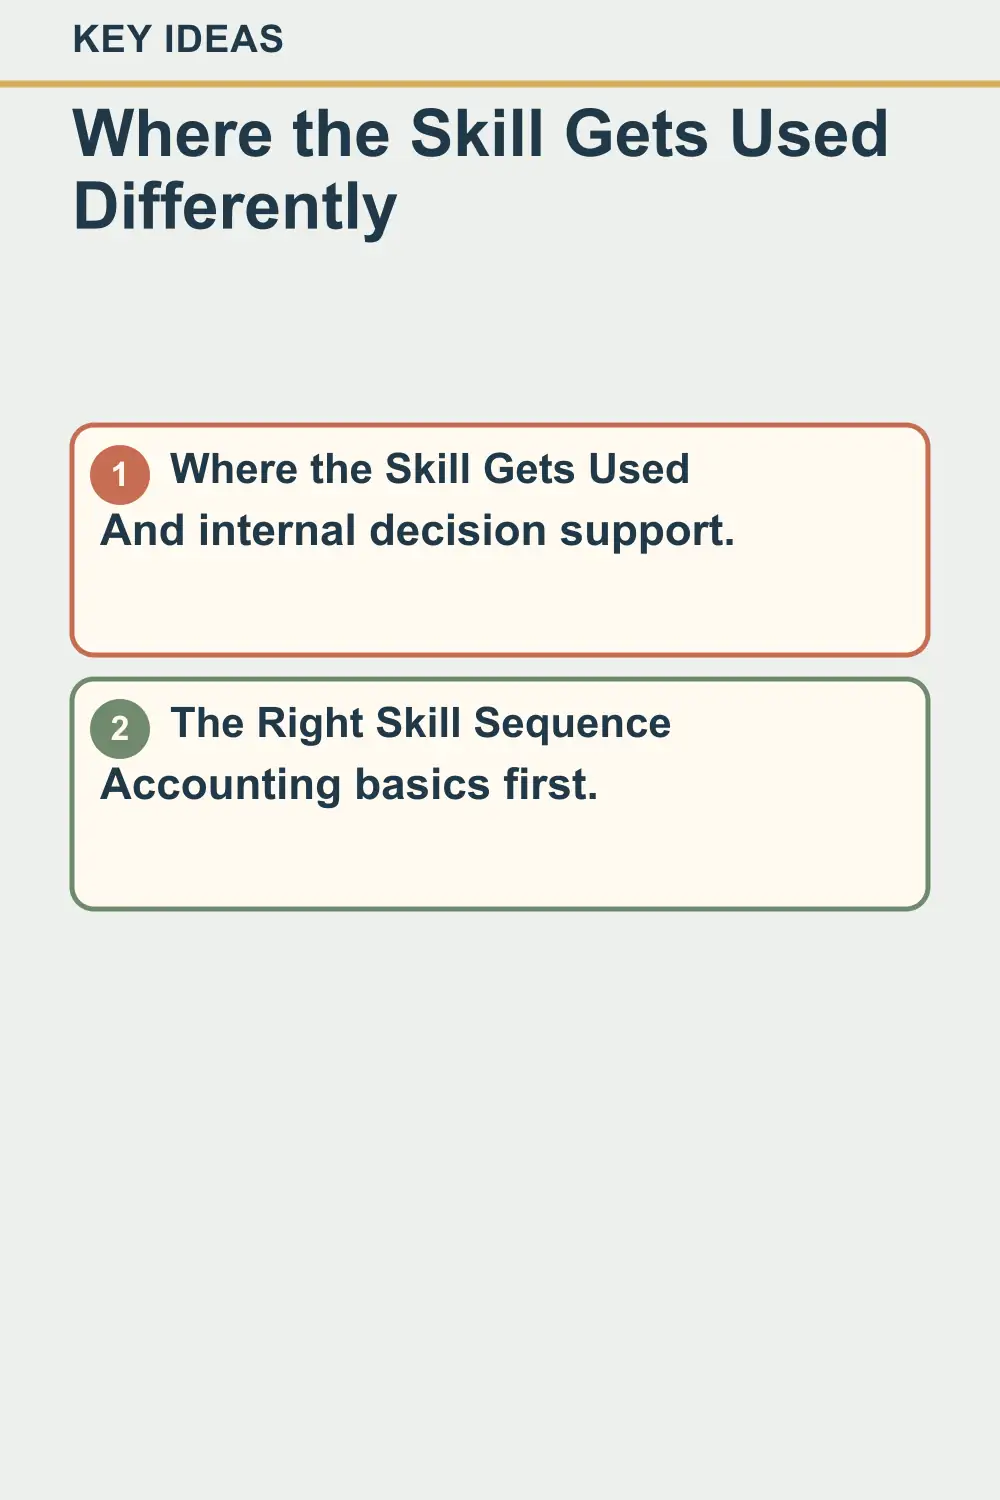 KEY IDEAS
Where the Skill Gets Used
Differently
1 Where the Skill Gets Used
And internal decision support.
2 The Right Skill Sequence
Accounting basics first.